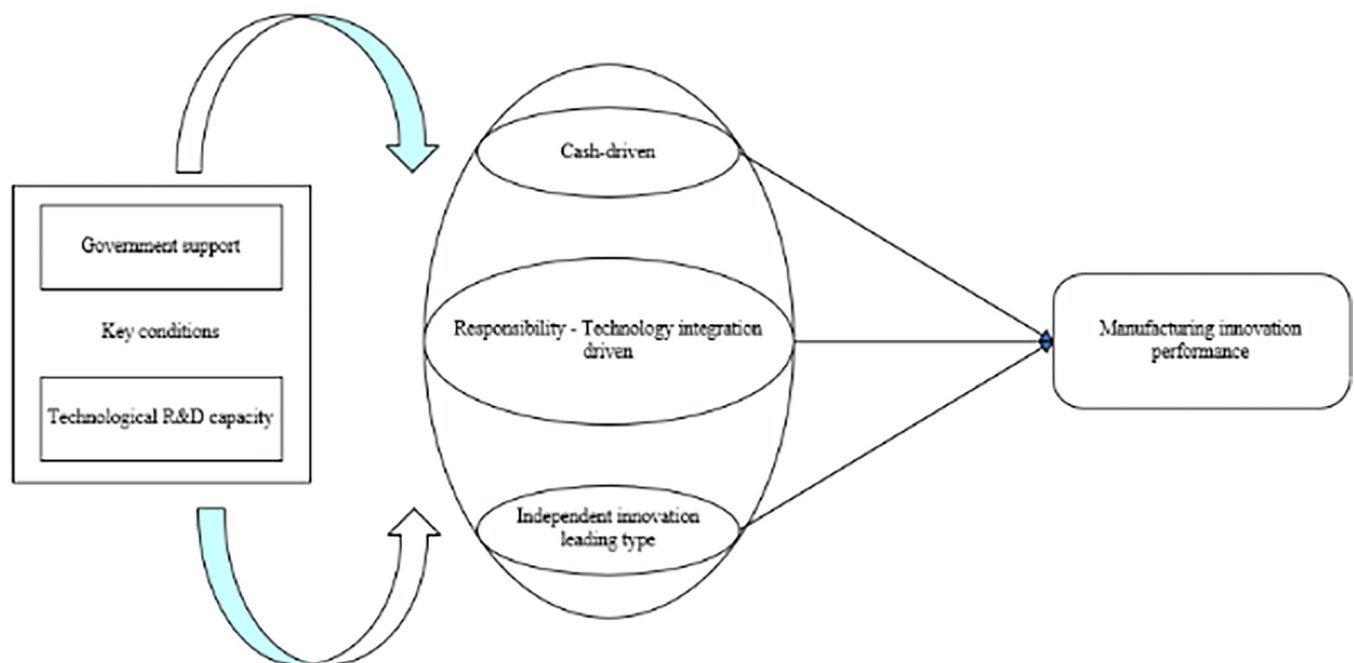 Government support
Key conditions
Technological R&D capacity
Cash-driven
Responsibility - Technology integration
driven
Independent innovation
leading type
Manufacturing innovation
performance